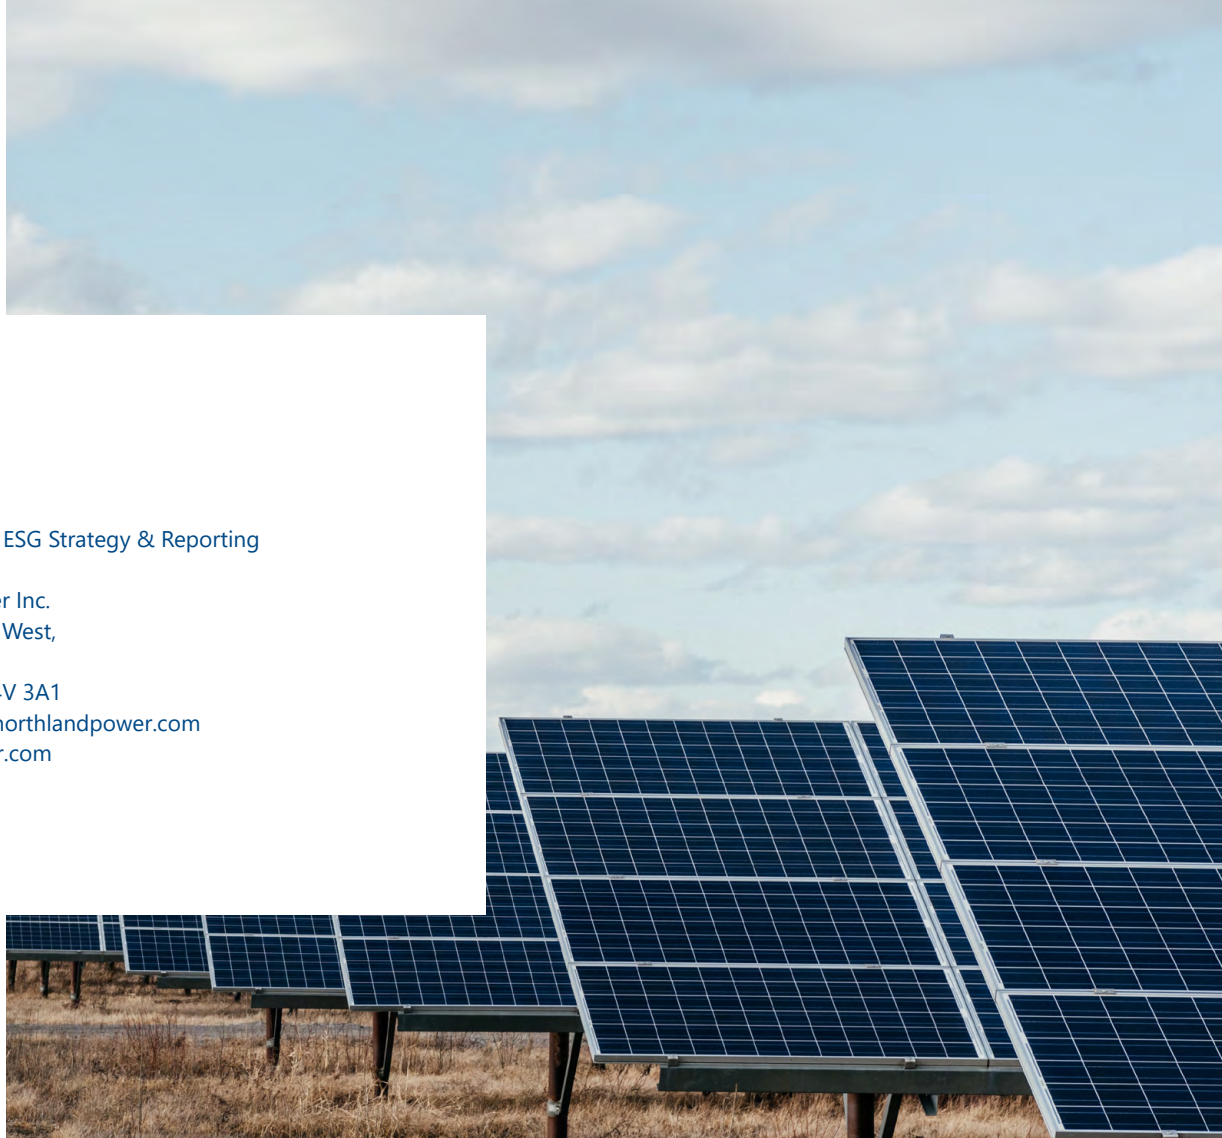 ESG Strategy & Reporting
r Inc.
West,
V 3A1
northlandpower.com
r.com